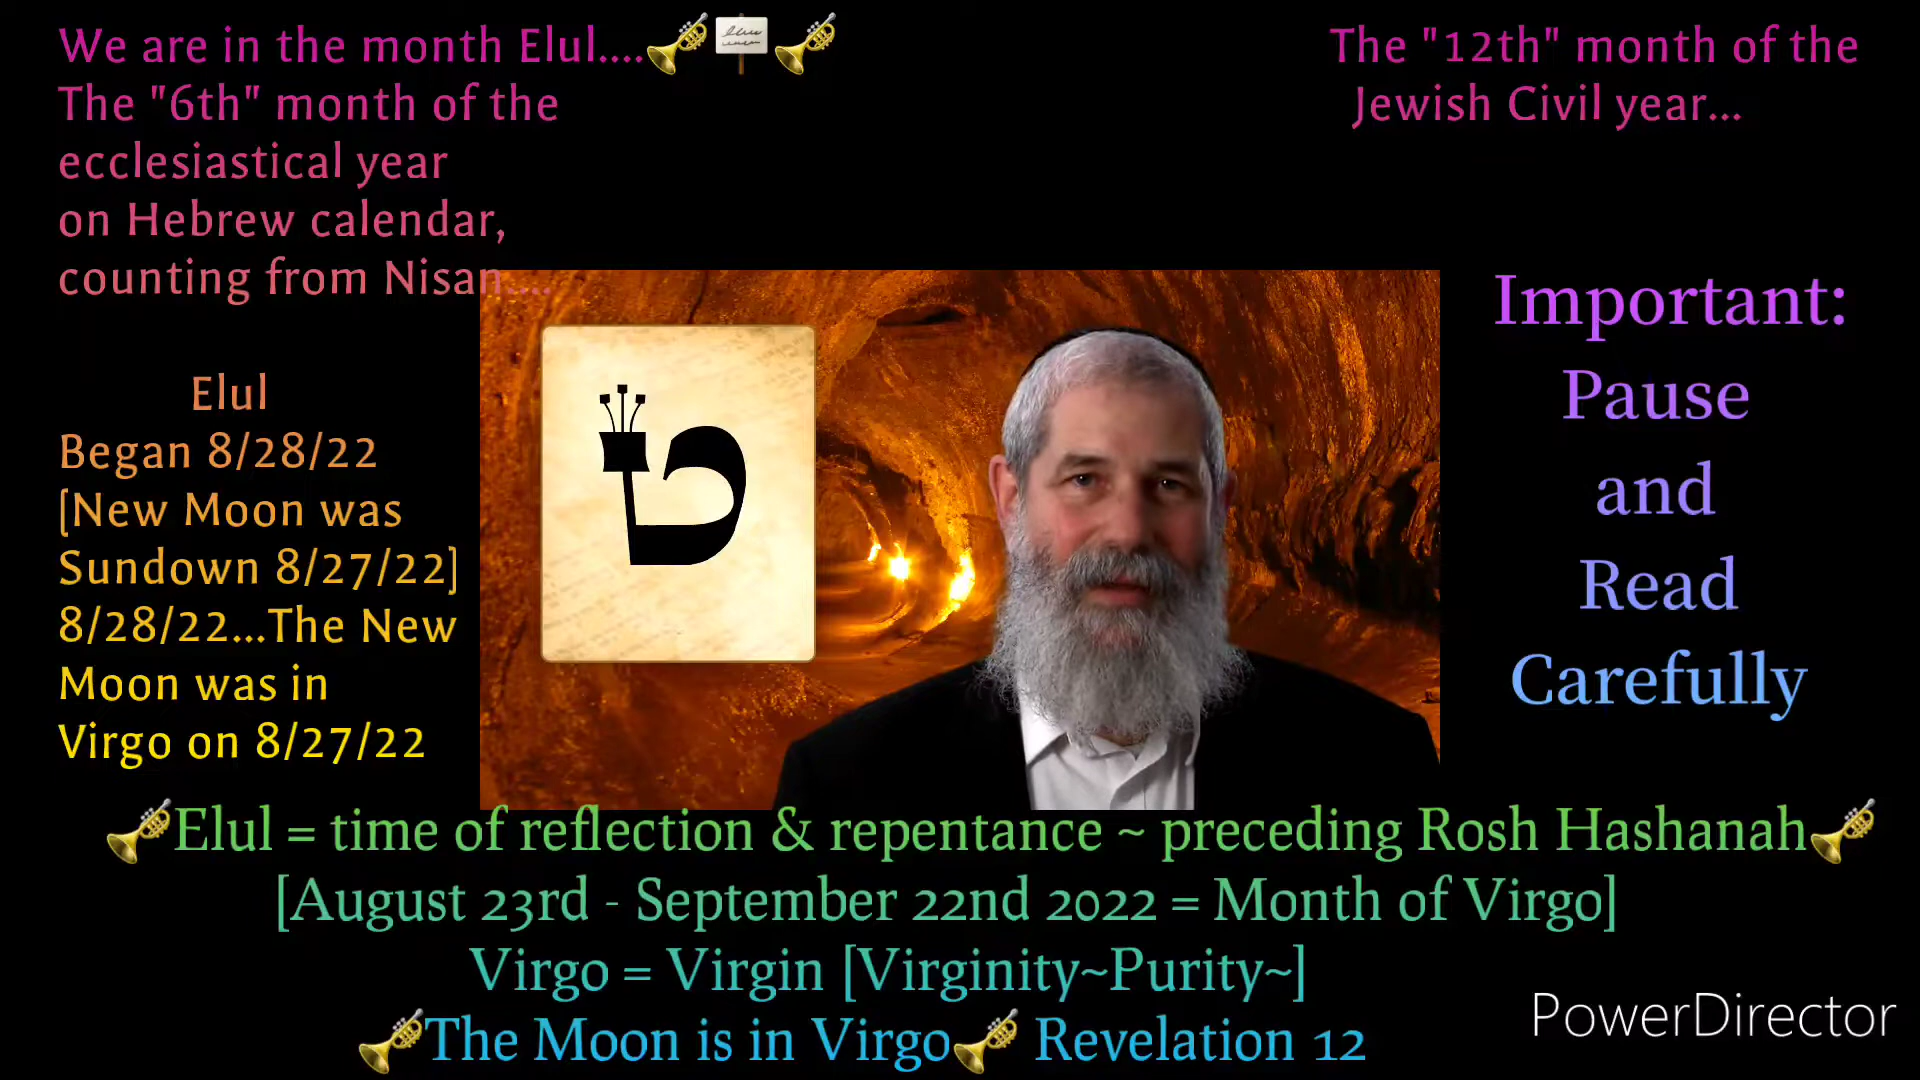 We are in the month Elul....
The "6th" month of the
ecclesiastical year
on Hebrew calendar,
counting from Nisan....
The "12th" month of the
Jewish Civil year...
Elul
Began 8/28/22
[New Moon was
Sundown 8/27/22]
8/28/22...The New
Moon was in
Virgo on 8/27/22
ט
Important:
Pause
and
Read
Carefully
Elul = time of reflection & repentance ~ preceding Rosh Hashanah
[August 23rd - September 22nd 2022 = Month of Virgo]
Virgo = Virgin [Virginity~Purity~]
The Moon is in Virgo Revelation 12
PowerDirector